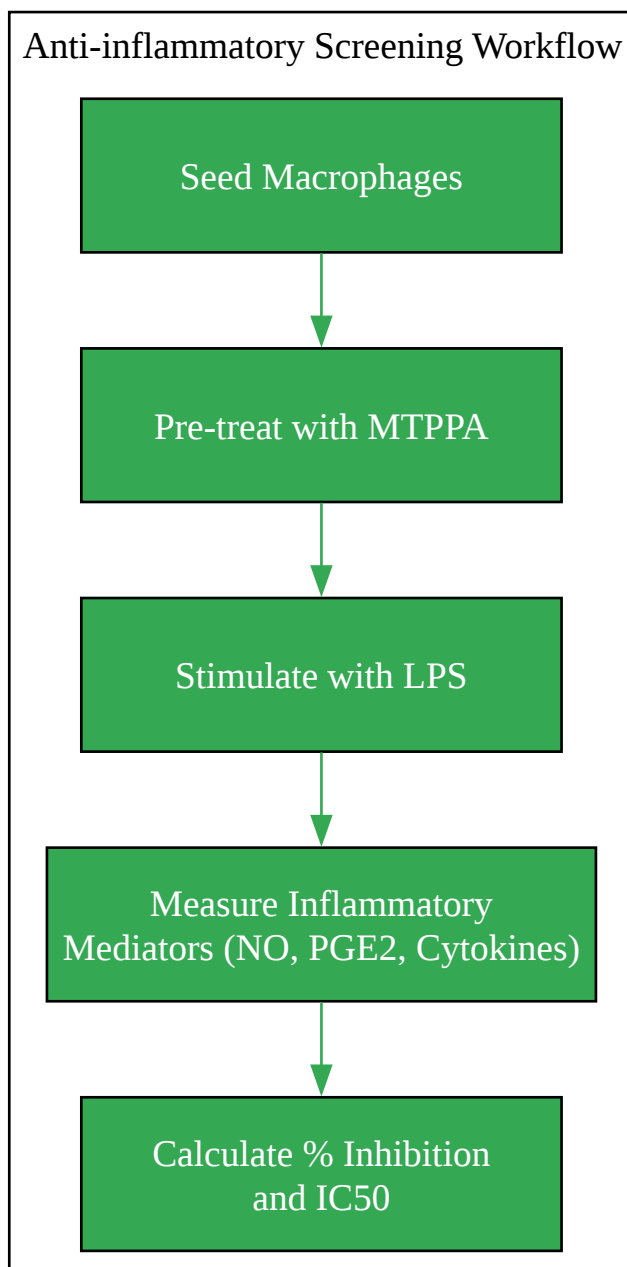 Anti-inflammatory Screening Workflow
Seed Macrophages
Pre-treat with MTPPA
Stimulate with LPS
Measure Inflammatory
Mediators (NO, PGE2, Cytokines)
Calculate % Inhibition
and IC50